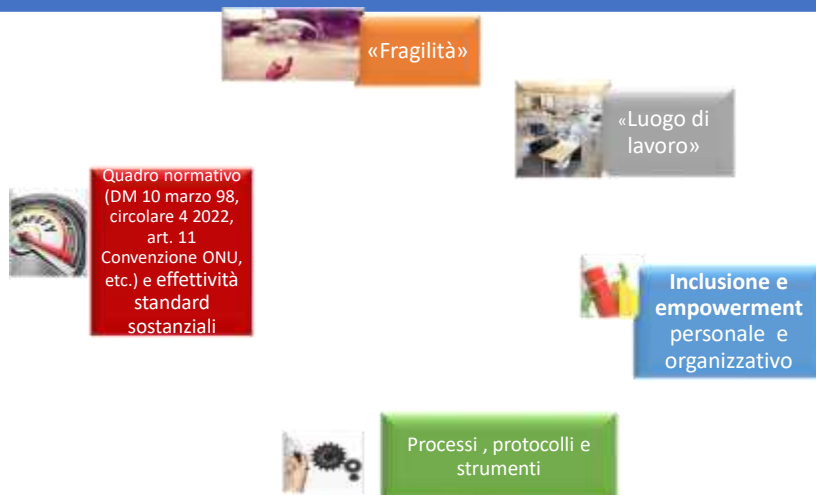 «Fragilità»
«Luogo di
lavoro»
Quadro normativo
(DM 10 marzo 98,
circolare 4 2022,
art. 11
Convenzione ONU,
etc.) e effettività
standard
sostanziali
SAFETY
Inclusione e
empowerment
personale e
organizzativo
Processi , protocolli e
strumenti